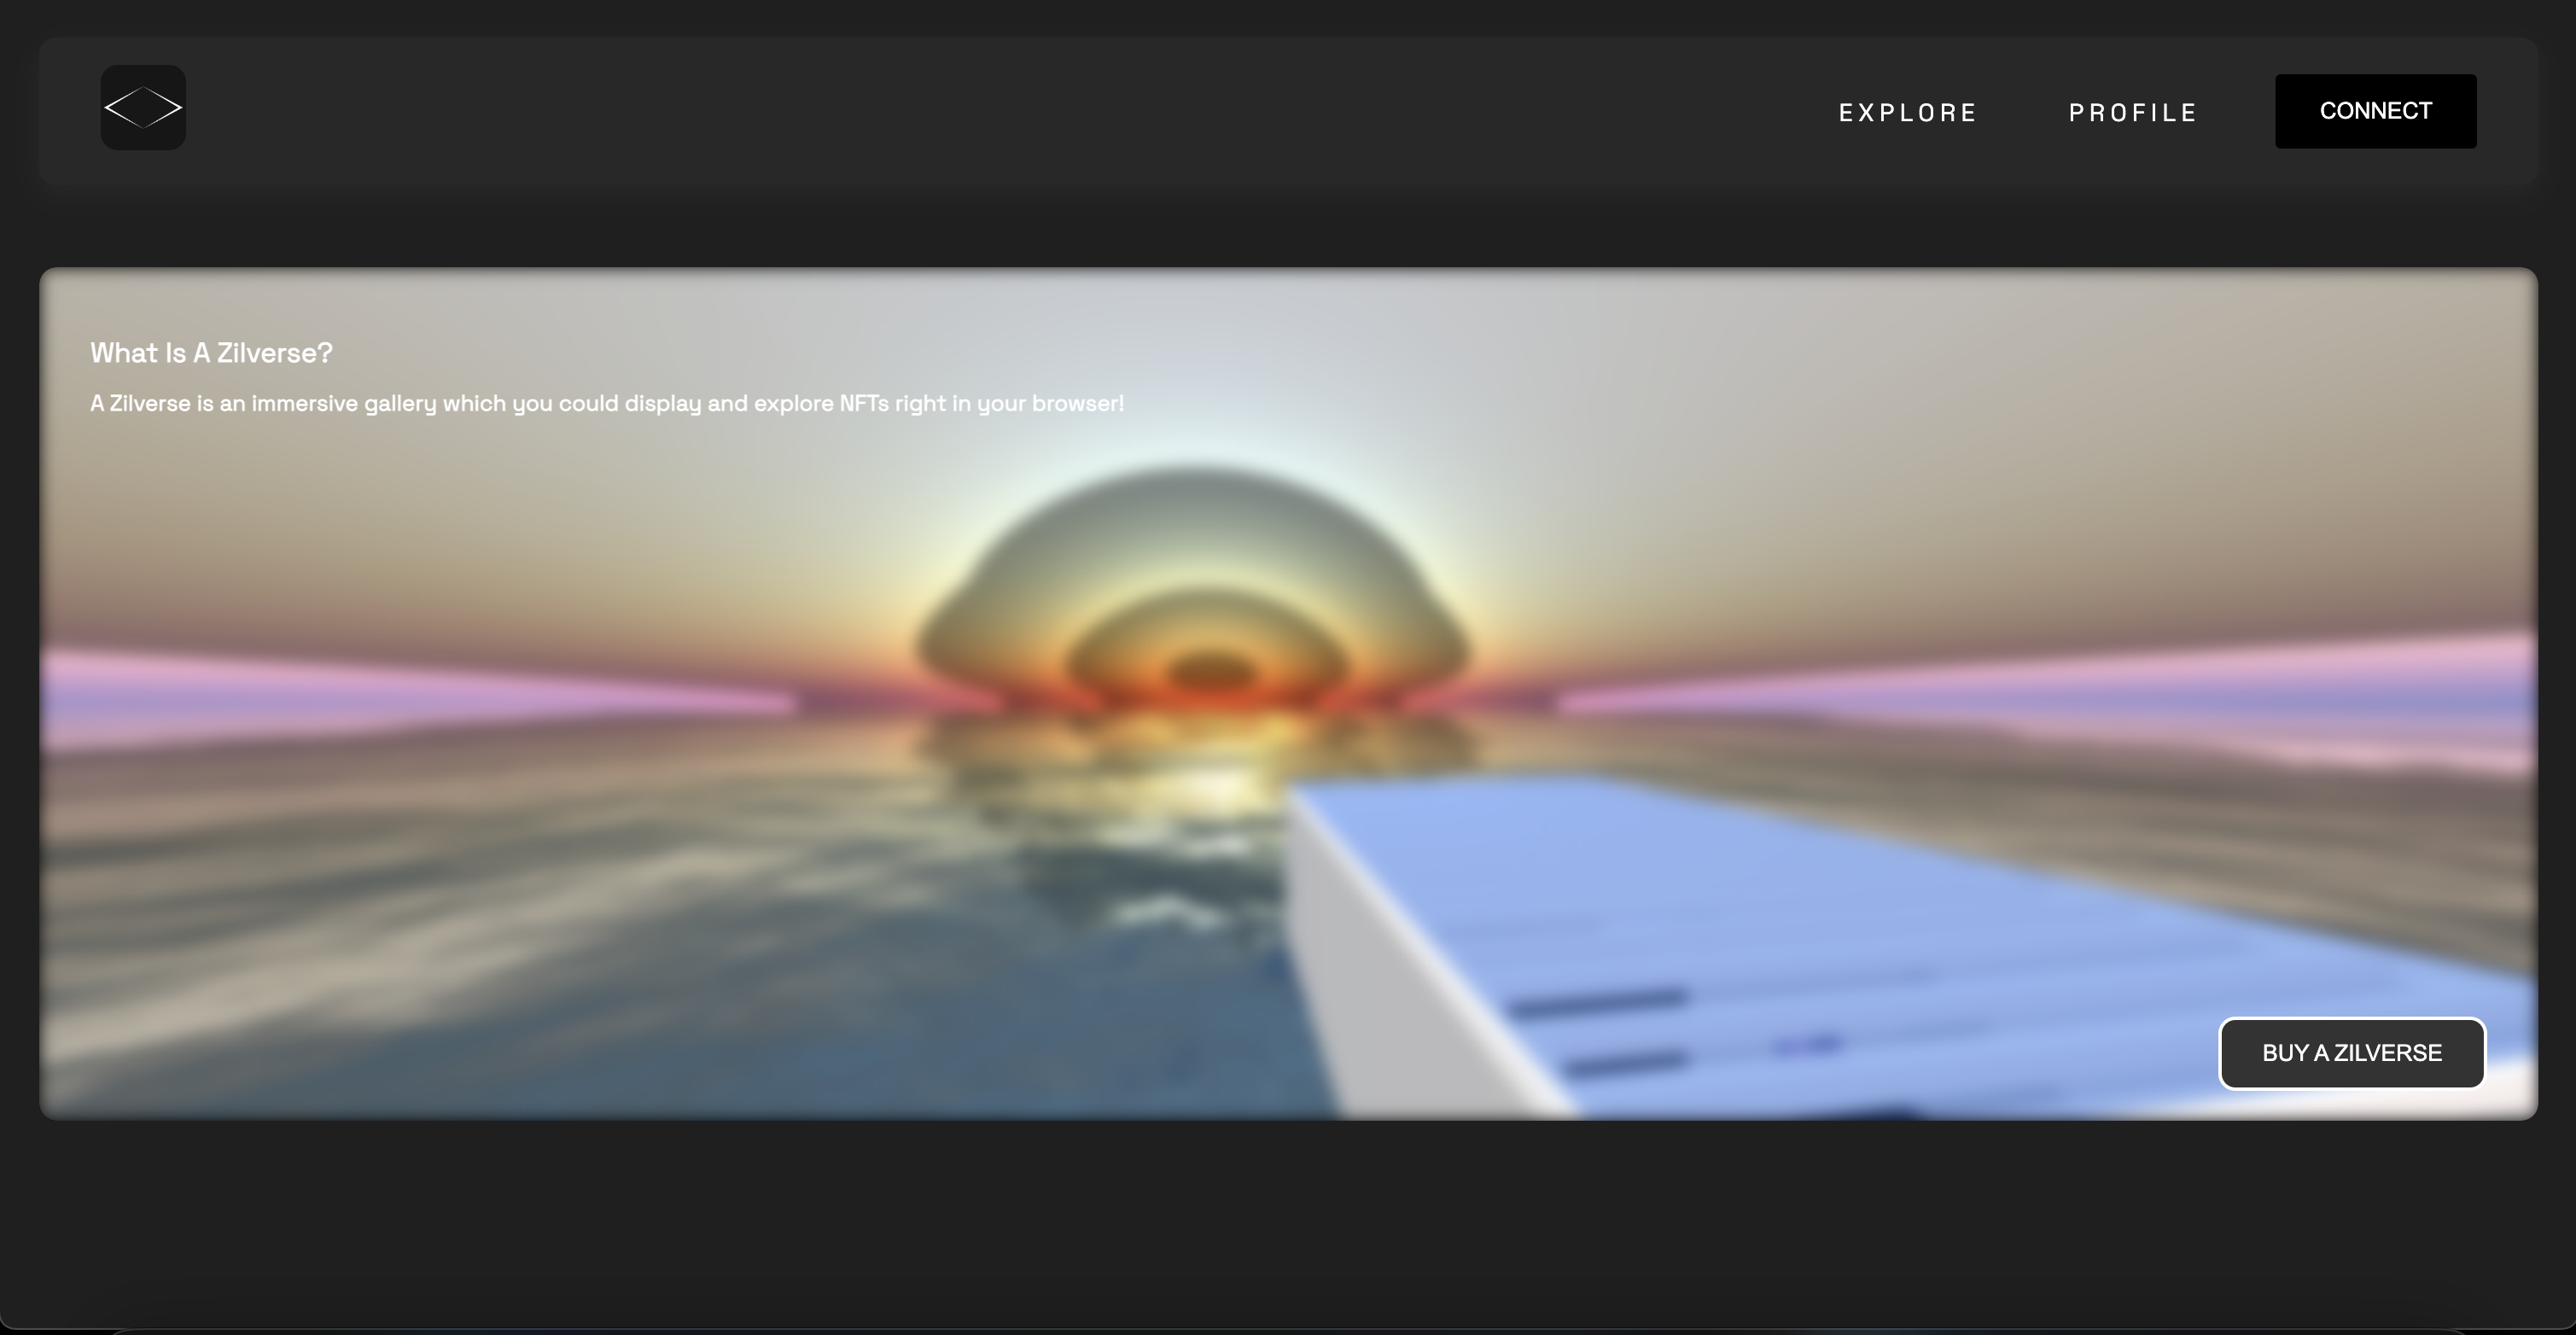 EXPLORE PROFILE CONNECT
What Is A Zilverse?
A Zilverse is an immersive gallery which you could display and explore NFTs right in your browser!
BUY A ZILVERSE